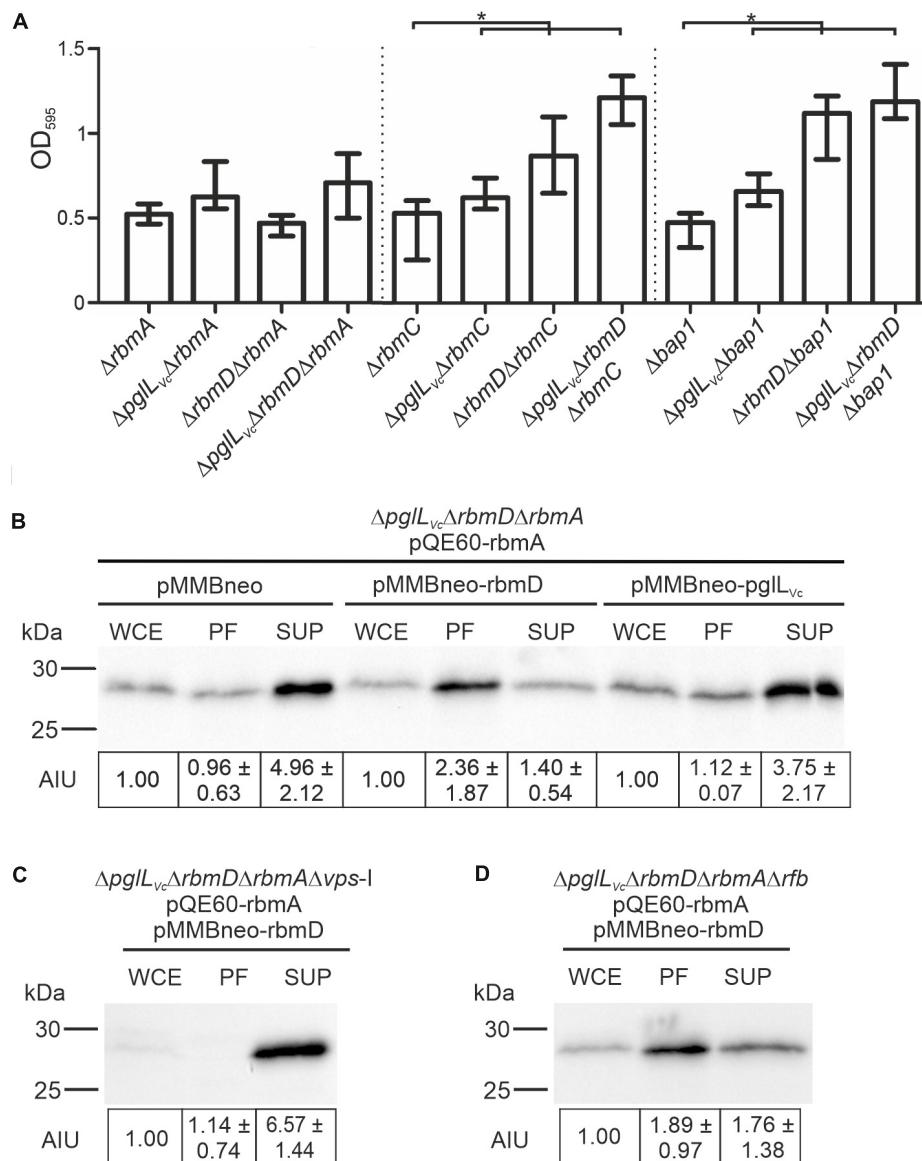 A
*
*
1.5
1
0.5
0
OD595
ΔrbmA
ΔpglLVcΔrbmA
ΔrbmDΔrbmA
ΔpglLVcΔrbmDΔrbmA
ΔrbmC
ΔpglLVcΔrbmC
ΔrbmDΔrbmC
ΔpglLVcΔrbmD
ΔrbmC
Δbap1
ΔpglLVcΔbap1
ΔrbmDΔbap1
ΔpglLVcΔrbmD
Δbap1
B
ΔpglLVcΔrbmDΔrbmA
pQE60-rbmA
pMMBneo pMMBneo-rbmD pMMBneo-pglLVc
kDa WCE PF SUP WCE PF SUP WCE PF SUP
30
25
AIU 1.00 0.96 ± 4.96 ± 1.00 2.36 ± 1.40 ± 1.00 1.12 ± 3.75 ±
0.63 2.12 1.87 0.54 0.07 2.17
C
ΔpglLVcΔrbmDΔrbmAΔvps-I
pQE60-rbmA
pMMBneo-rbmD
WCE PF SUP
kDa
30
25
AIU 1.00 1.14 ± 6.57 ±
0.74 1.44
D
ΔpglLVcΔrbmDΔrbmAΔrfb
pQE60-rbmA
pMMBneo-rbmD
WCE PF SUP
kDa
30
25
AIU 1.00 1.89 ± 1.76 ±
0.97 1.38